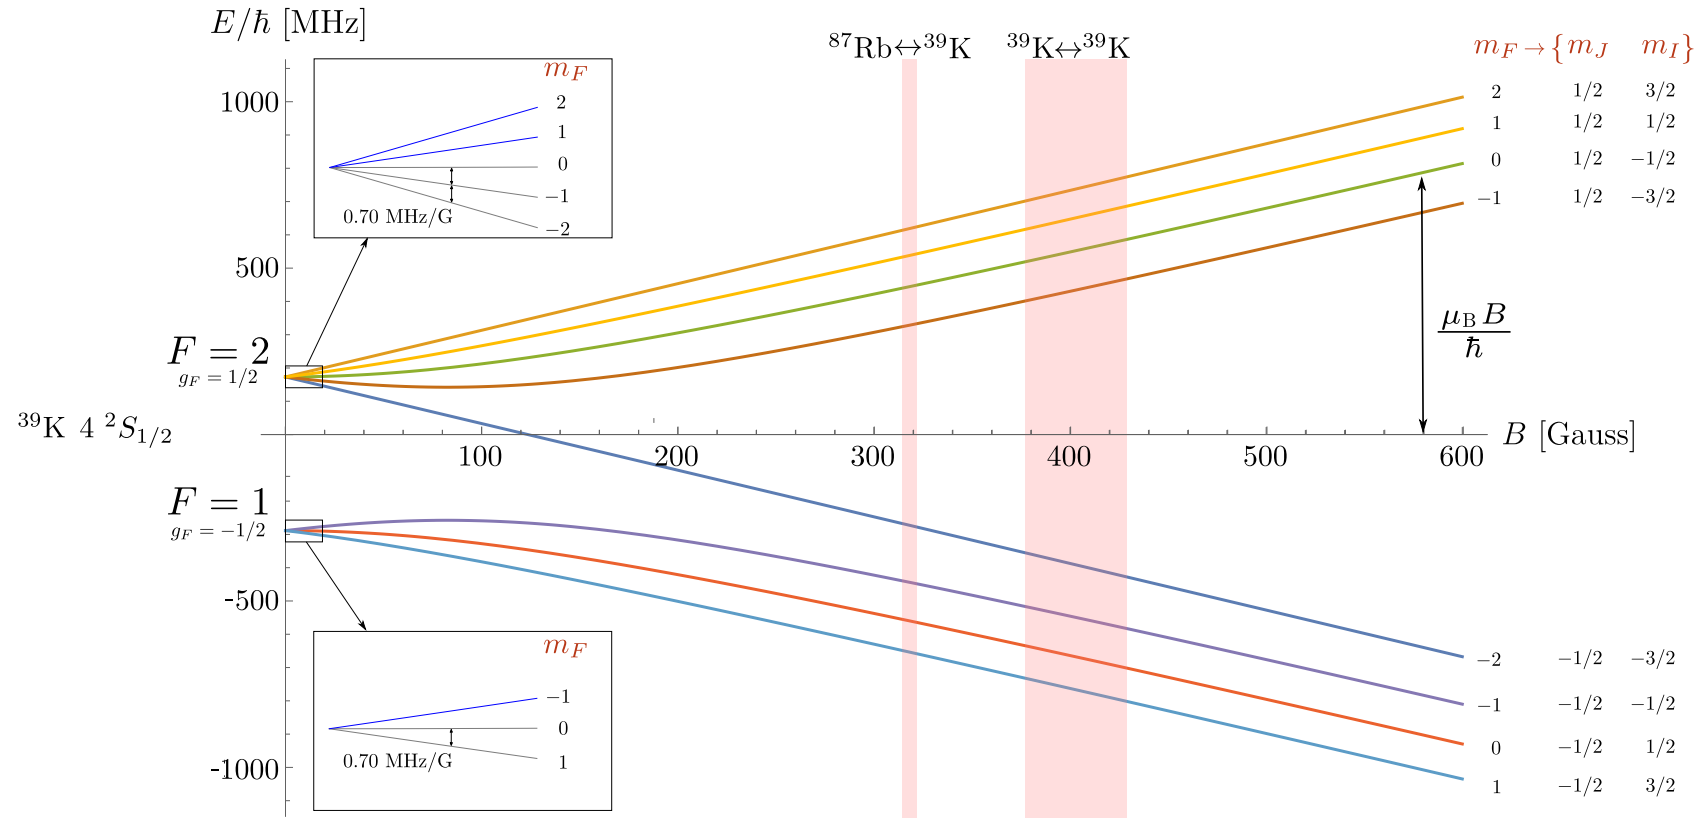 E/ħ [MHz]
⁸⁷Rb↔³⁹K ³⁹K↔³⁹K
m_F → {m_J m_I}
1000
500
-500
-1000
m_F
2
1
0
−1
−2
0.70 MHz/G
2 1/2 3/2
1 1/2 1/2
0 1/2 −1/2
−1 1/2 −3/2
F = 2
g_F = 1/2
μ_B B
ħ
³⁹K 4 ²S₁/₂
B [Gauss]
100 200 300 400 500 600
F = 1
g_F = −1/2
m_F
−1
0
1
0.70 MHz/G
−2 −1/2 −3/2
−1 −1/2 −1/2
0 −1/2 1/2
1 −1/2 3/2